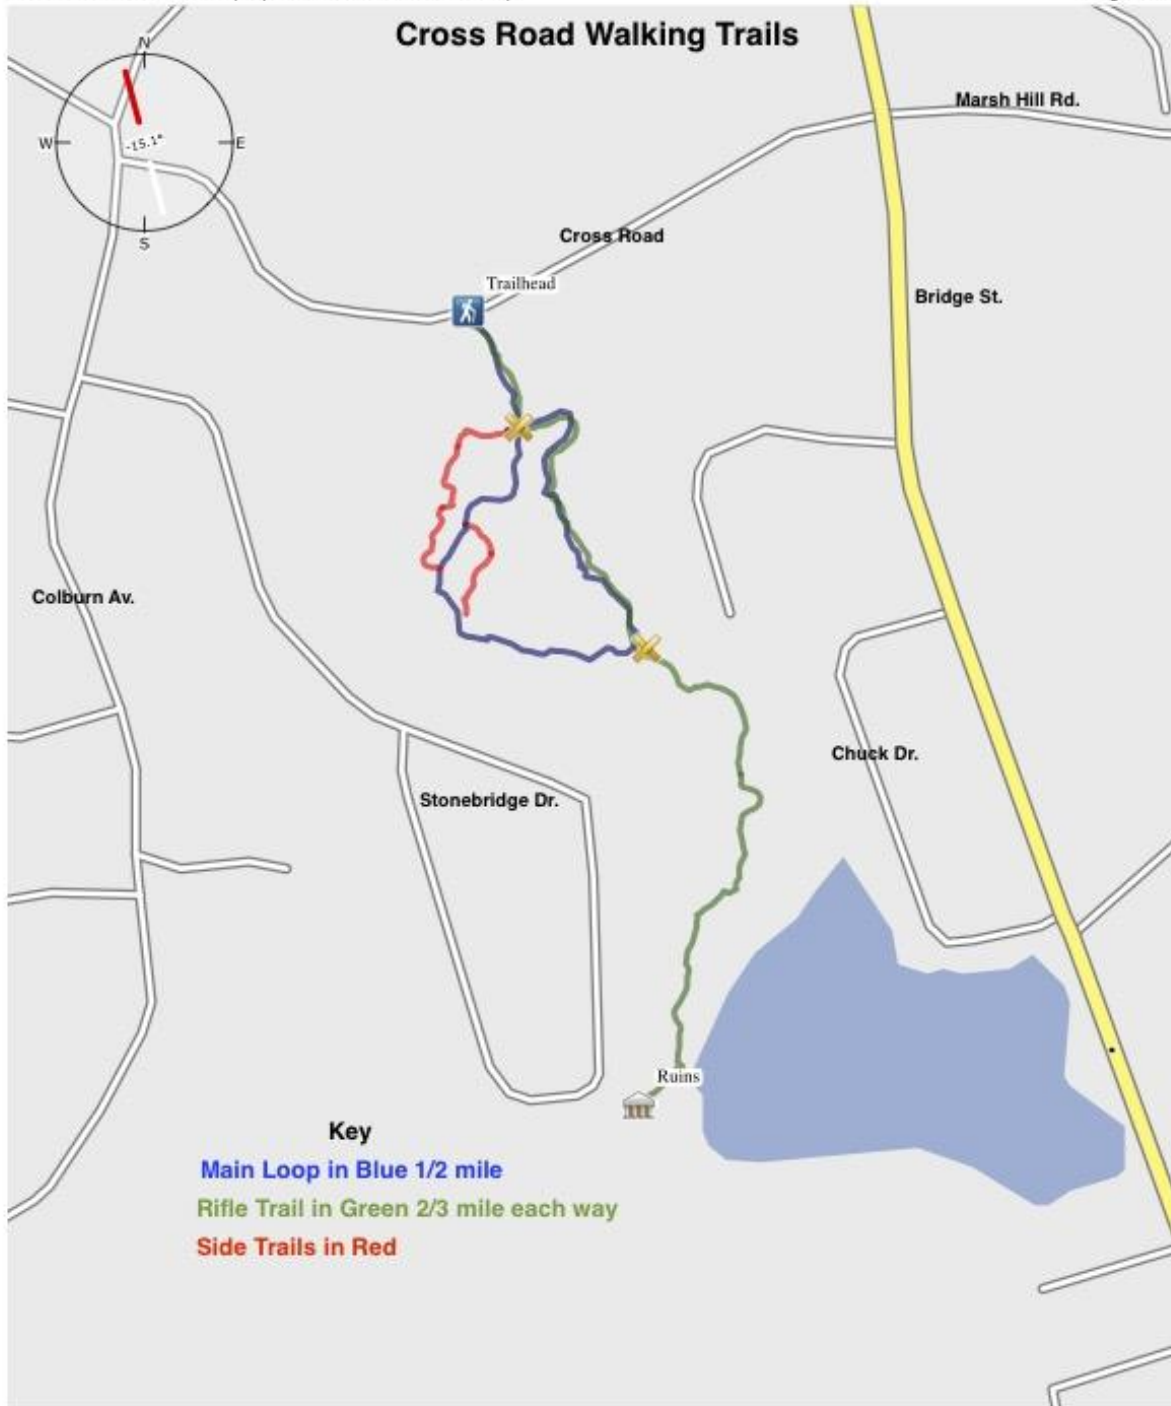 Cross Road Walking Trails
N
Marsh Hill Rd.
W
-15.1°
E
S
Cross Road
Trailhead
Bridge St.
Colburn Av.
Chuck Dr.
Stonebridge Dr.
Ruins
Key
Main Loop in Blue 1/2 mile
Rifle Trail in Green 2/3 mile each way
Side Trails in Red